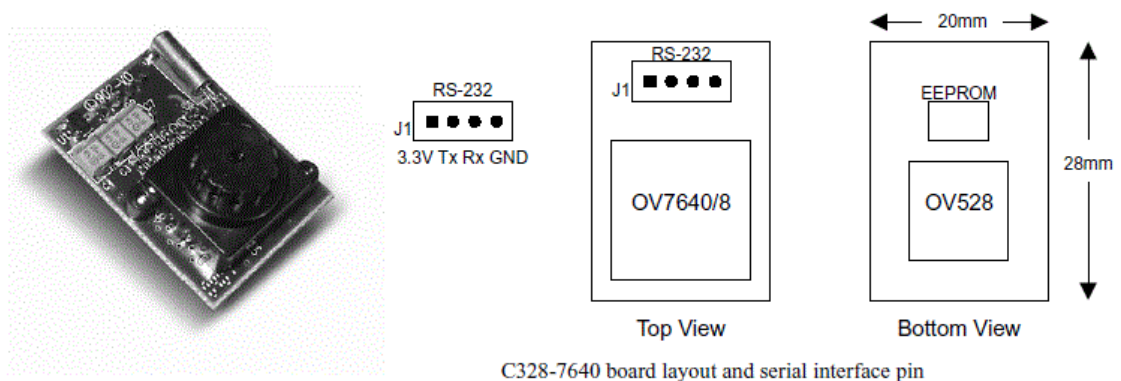 RS-232
J1
3.3V Tx Rx GND
RS-232
J1
OV7640/8
Top View
20mm
EEPROM
OV528
28mm
Bottom View
C328-7640 board layout and serial interface pin